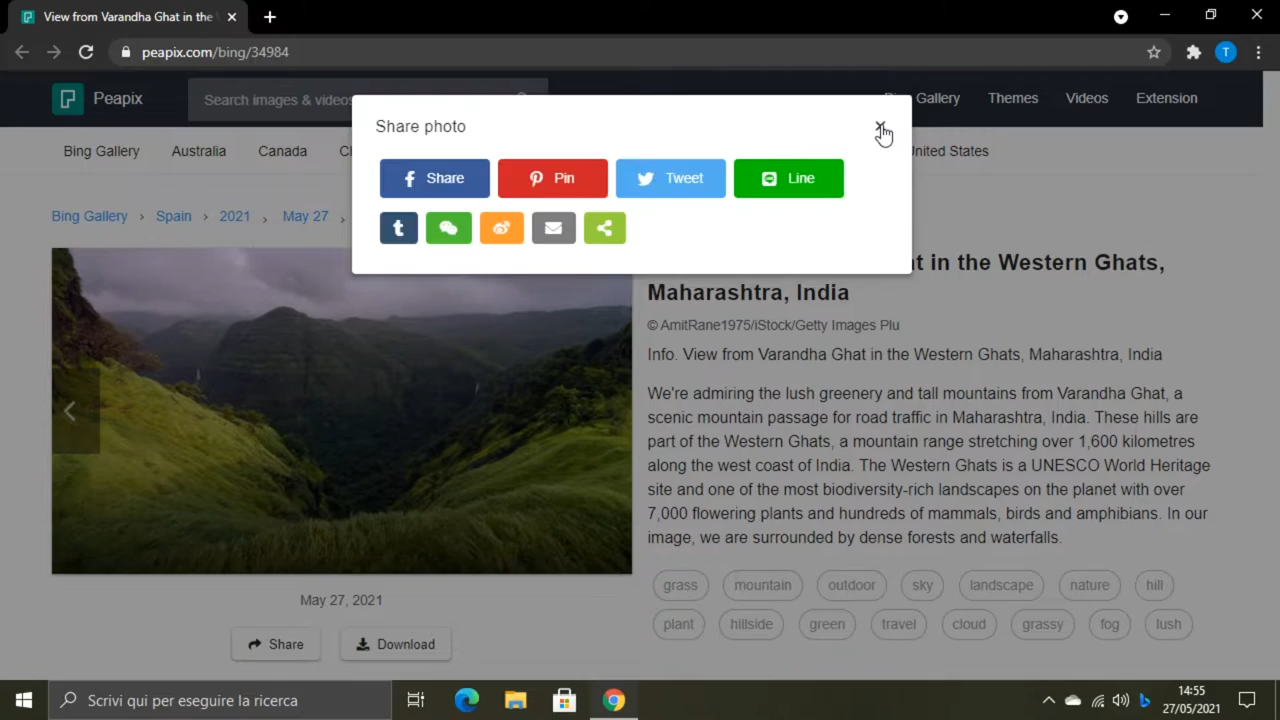 View from Varandha Ghat in the
peapix.com/bing/34984
T
Peapix
Search images & videos
Gallery
Themes
Videos
Extension
Share photo
Bing Gallery
Australia
Canada
United States
Share
Pin
Tweet
Line
Bing Gallery > Spain > 2021 > May 27 >
t in the Western Ghats,
Maharashtra, India
© AmitRane1975/iStock/Getty Images Plu
Info. View from Varandha Ghat in the Western Ghats, Maharashtra, India
We're admiring the lush greenery and tall mountains from Varandha Ghat, a
scenic mountain passage for road traffic in Maharashtra, India. These hills are
part of the Western Ghats, a mountain range stretching over 1,600 kilometres
along the west coast of India. The Western Ghats is a UNESCO World Heritage
site and one of the most biodiversity-rich landscapes on the planet with over
7,000 flowering plants and hundreds of mammals, birds and amphibians. In our
image, we are surrounded by dense forests and waterfalls.
grass mountain outdoor sky landscape nature hill
plant hillside green travel cloud grassy fog lush
May 27, 2021
Share
Download
Scrivi qui per eseguire la ricerca
14:55
27/05/2021